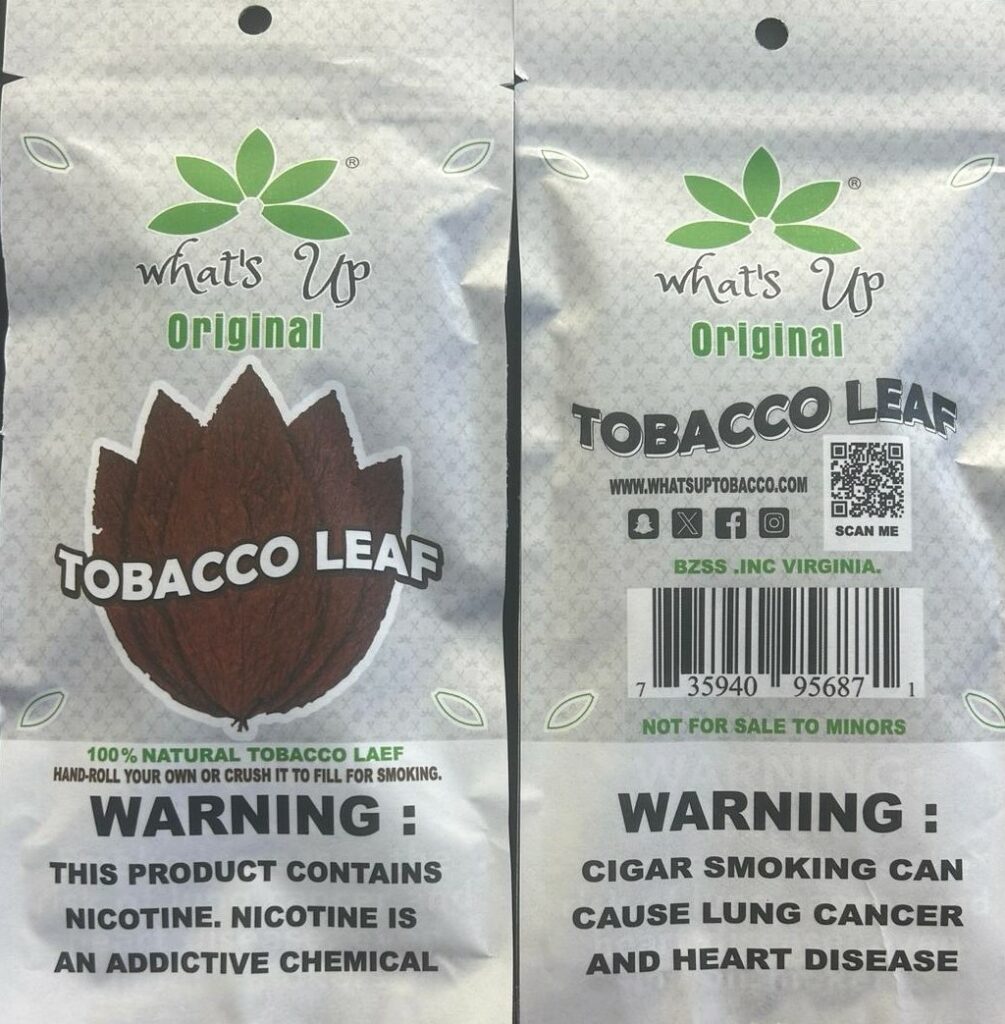 ®
what's Up
Original
TOBACCO LEAF
100% NATURAL TOBACCO LAEF
HAND-ROLL YOUR OWN OR CRUSH IT TO FILL FOR SMOKING.
WARNING :
THIS PRODUCT CONTAINS
NICOTINE. NICOTINE IS
AN ADDICTIVE CHEMICAL
®
what's Up
Original
TOBACCO LEAF
WWW.WHATSUPTOBACCO.COM
SCAN ME
BZSS .INC VIRGINIA.
7 35940 95687 1
NOT FOR SALE TO MINORS
WARNING :
CIGAR SMOKING CAN
CAUSE LUNG CANCER
AND HEART DISEASE